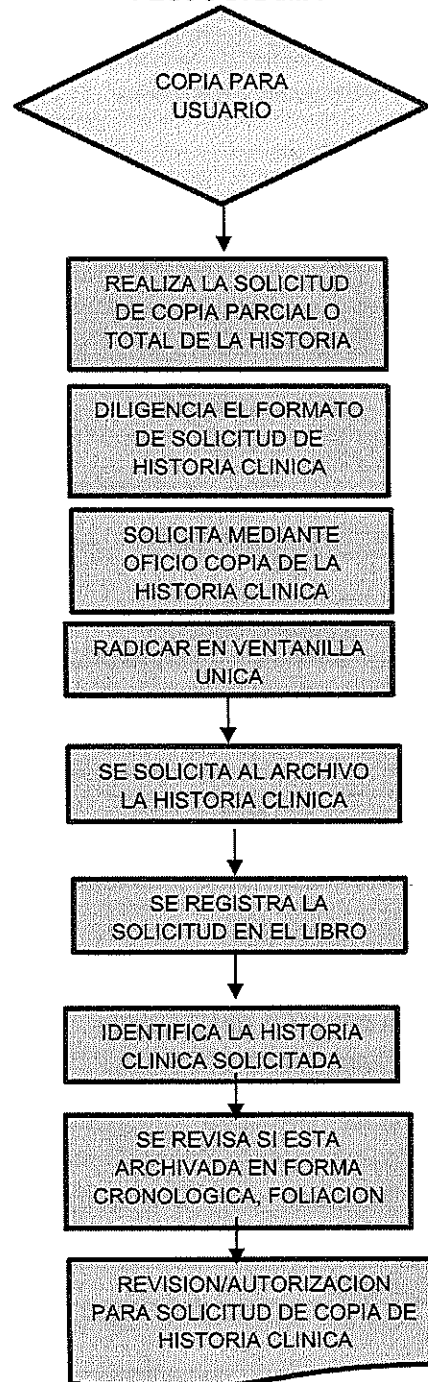 COPIA PARA
USUARIO
REALIZA LA SOLICITUD
DE COPIA PARCIAL O
TOTAL DE LA HISTORIA
DILIGENCIA EL FORMATO
DE SOLICITUD DE
HISTORIA CLINICA
SOLICITA MEDIANTE
OFICIO COPIA DE LA
HISTORIA CLINICA
RADICAR EN VENTANILLA
UNICA
SE SOLICITA AL ARCHIVO
LA HISTORIA CLINICA
SE REGISTRA LA
SOLICITUD EN EL LIBRO
IDENTIFICA LA HISTORIA
CLINICA SOLICITADA
SE REVISA SI ESTA
ARCHIVADA EN FORMA
CRONOLOGICA, FOLIACION
REVISION/AUTORIZACION
PARA SOLICITUD DE COPIA DE
HISTORIA CLINICA